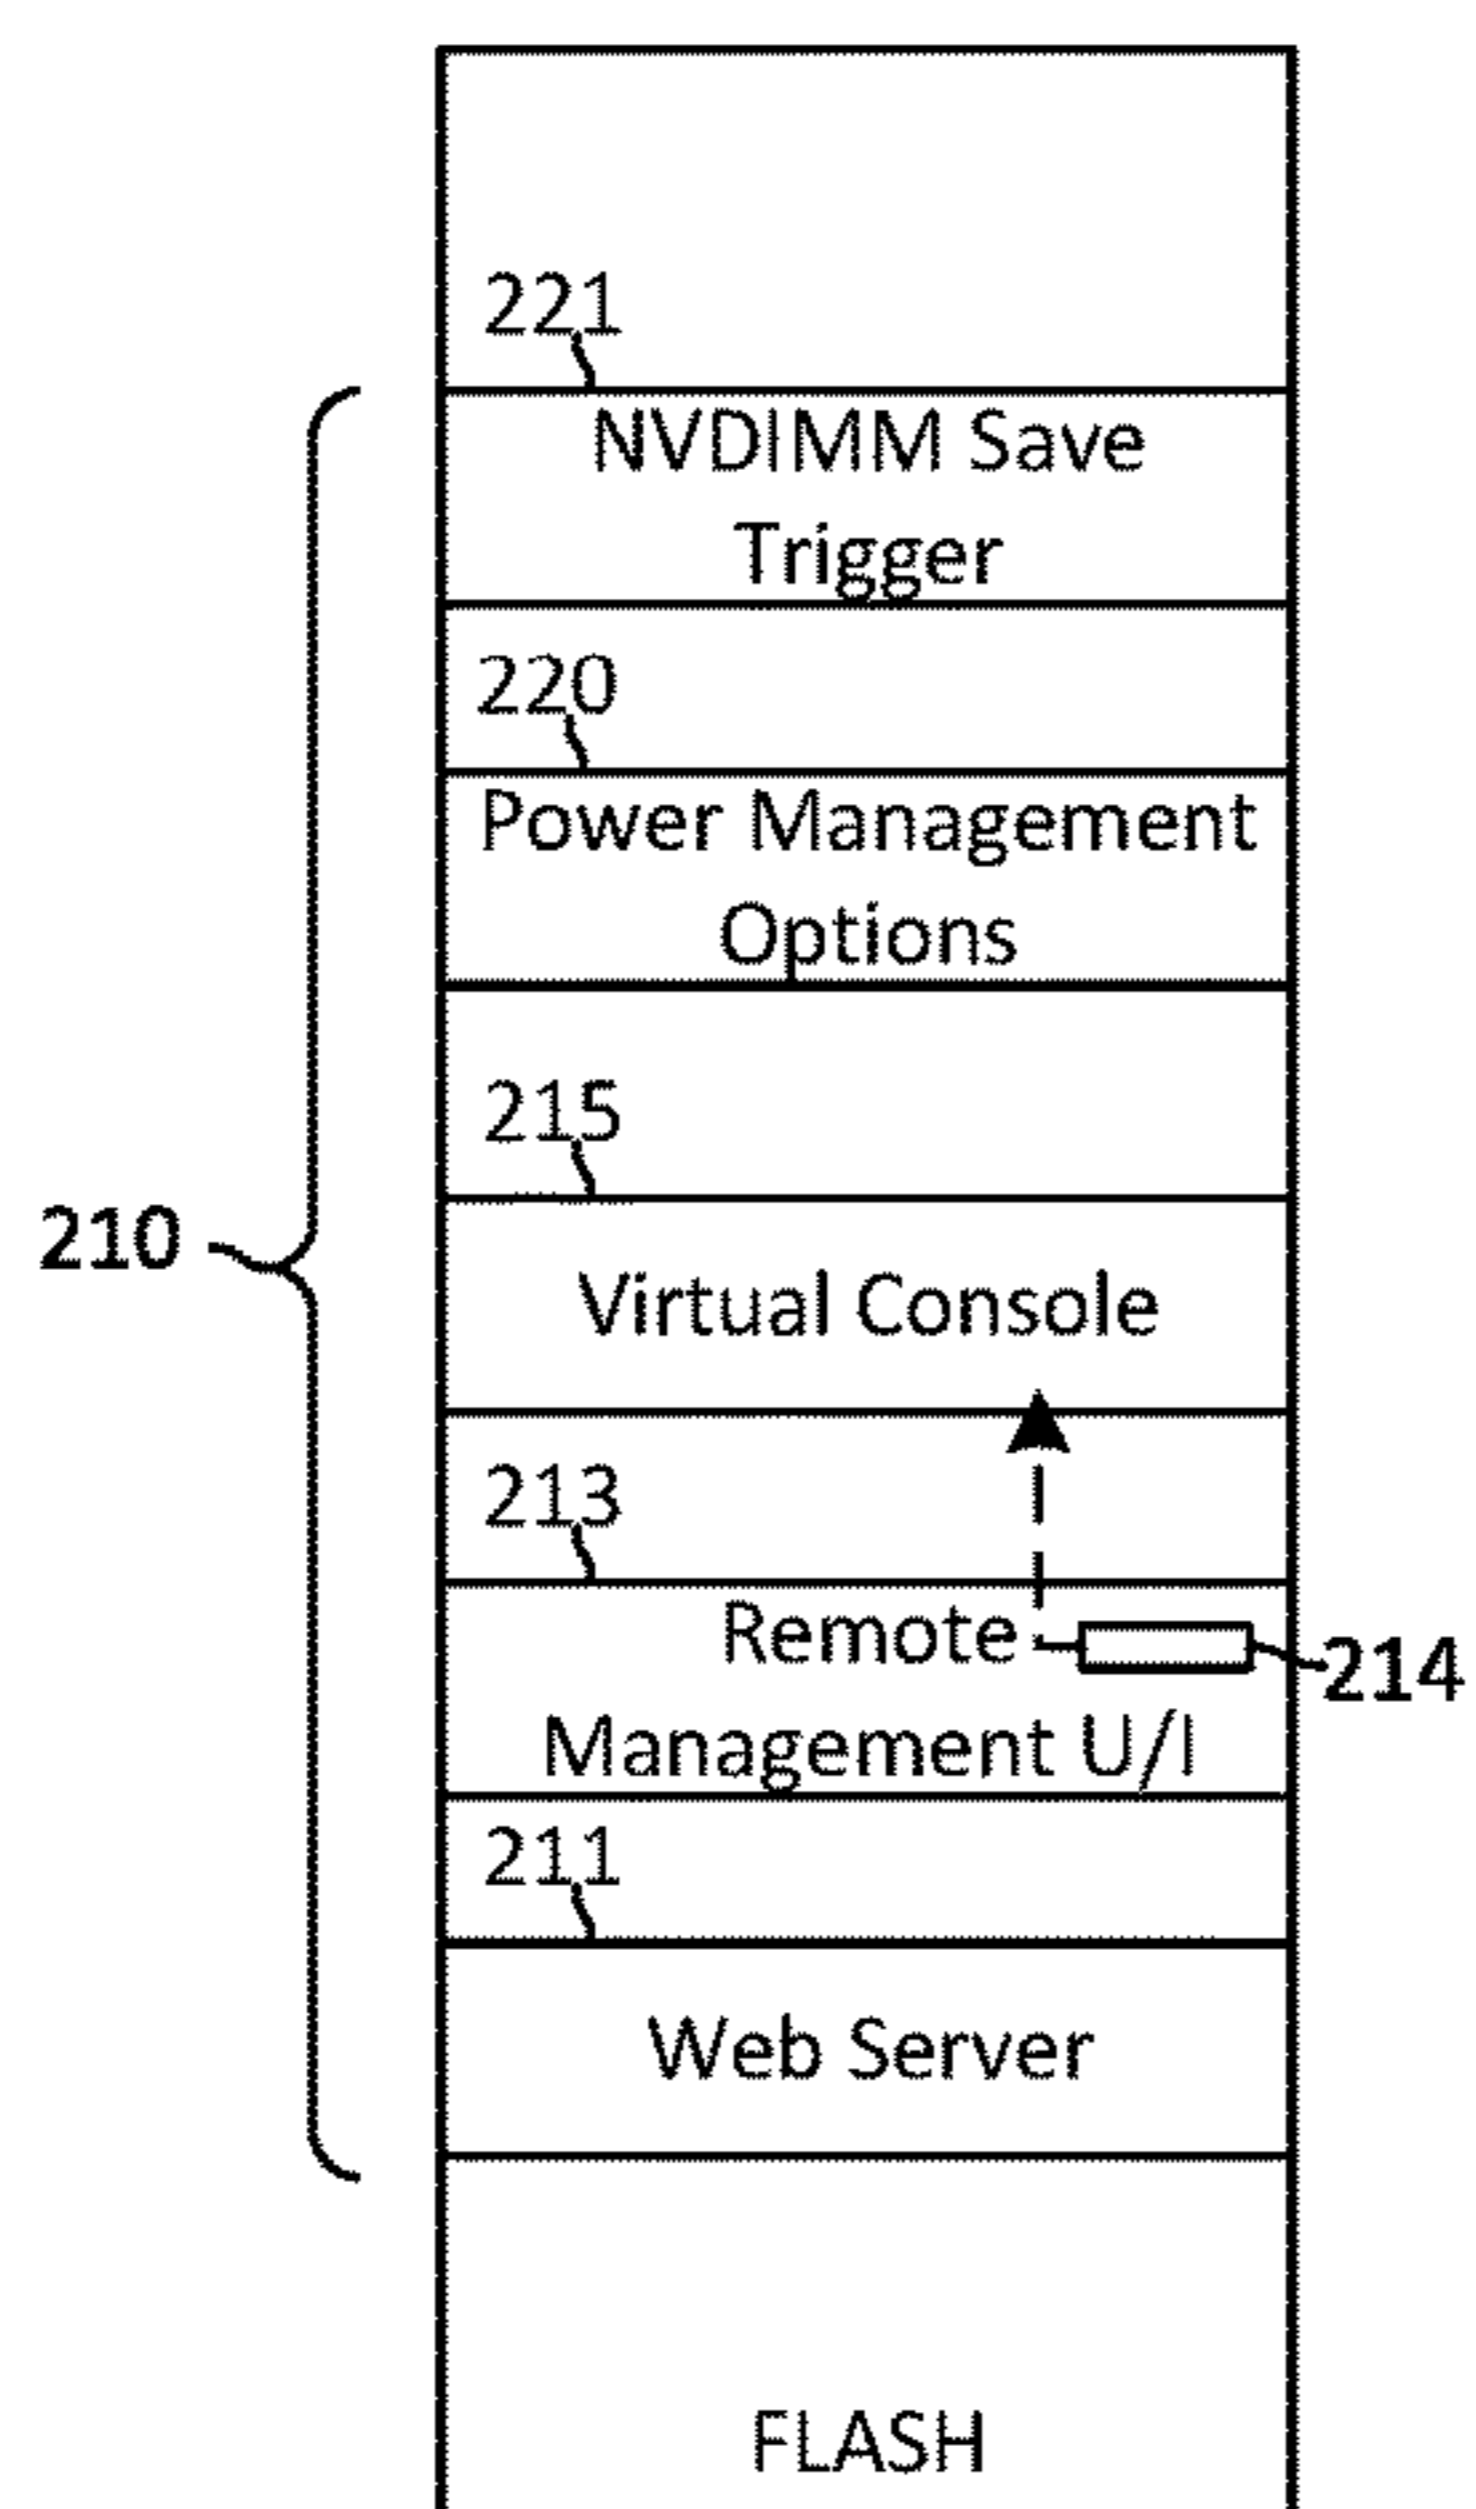 221
NVDIMM Save
Trigger
220
Power Management
Options
215
210
Virtual Console
213
Remote
214
Management U/I
211
Web Server
FLASH